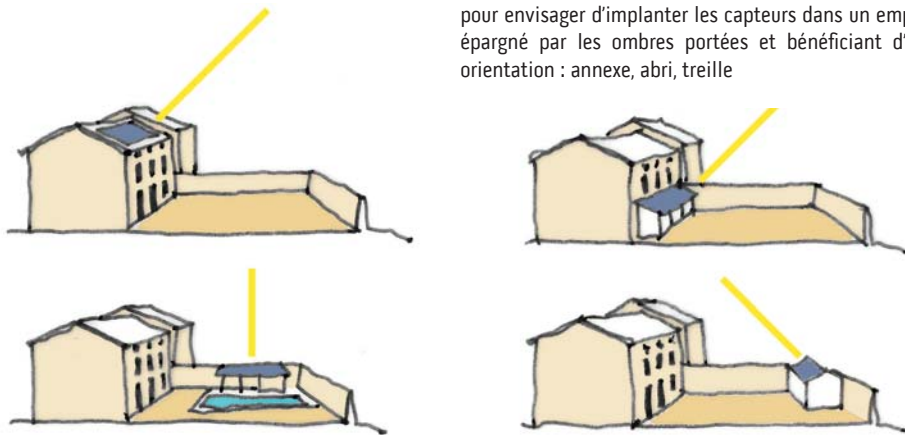 pour envisager d'implanter les capteurs dans un emp
épargné par les ombres portées et bénéficiant d'
orientation : annexe, abri, treille